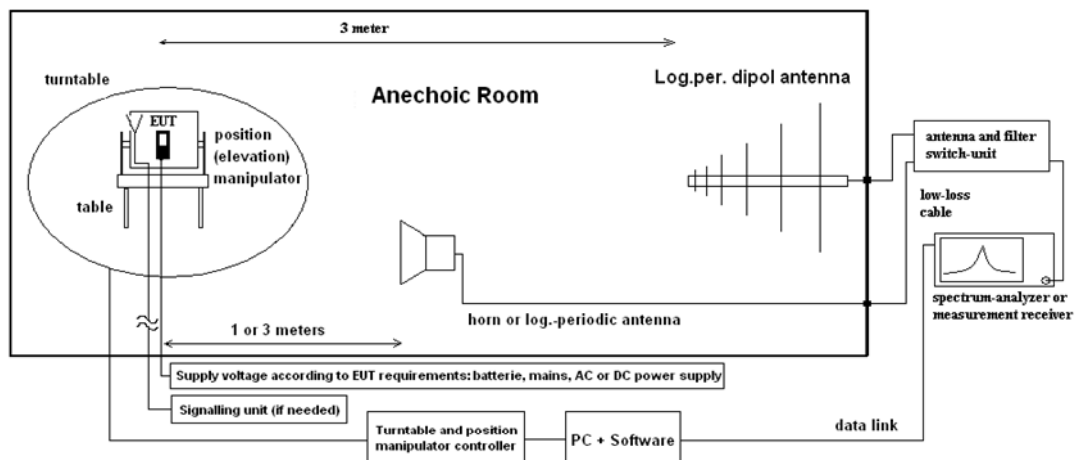 3 meter
turntable
Log.per. dipol antenna
Anechoic Room
EUT
position
(elevation)
manipulator
antenna and filter
switch-unit
table
low-loss
cable
spectrum-analyzer or
measurement receiver
horn or log.-periodic antenna
1 or 3 meters
Supply voltage according to EUT requirements: batterie, mains, AC or DC power supply
Signalling unit (if needed)
Turntable and position
manipulator controller
PC + Software
data link